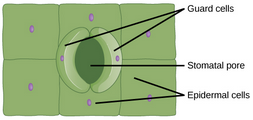 Guard cells
Stomatal pore
Epidermal cells